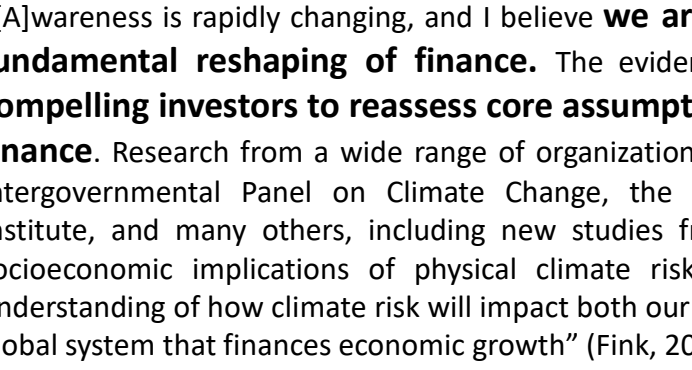 [A]wareness is rapidly changing, and I believe we ar
undamental reshaping of finance. The eviden
ompelling investors to reassess core assumpt
nance. Research from a wide range of organization
ntergovernmental Panel on Climate Change, the
nstitute, and many others, including new studies fr
ocioeconomic implications of physical climate risk
nderstanding of how climate risk will impact both our
lobal system that finances economic growth” (Fink, 20